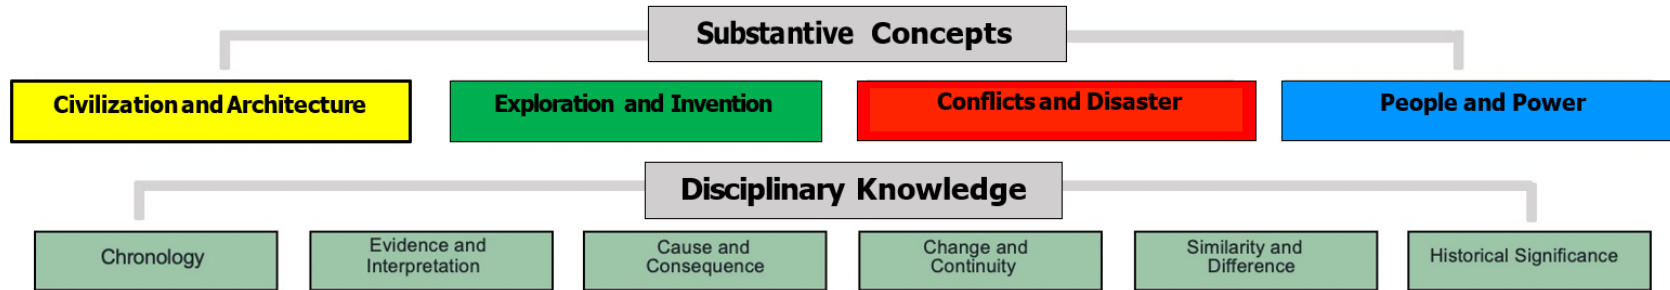 Substantive Concepts
Civilization and Architecture
Exploration and Invention
Conflicts and Disaster
People and Power
Disciplinary Knowledge
Chronology
Evidence and
Interpretation
Cause and
Consequence
Change and
Continuity
Similarity and
Difference
Historical Significance